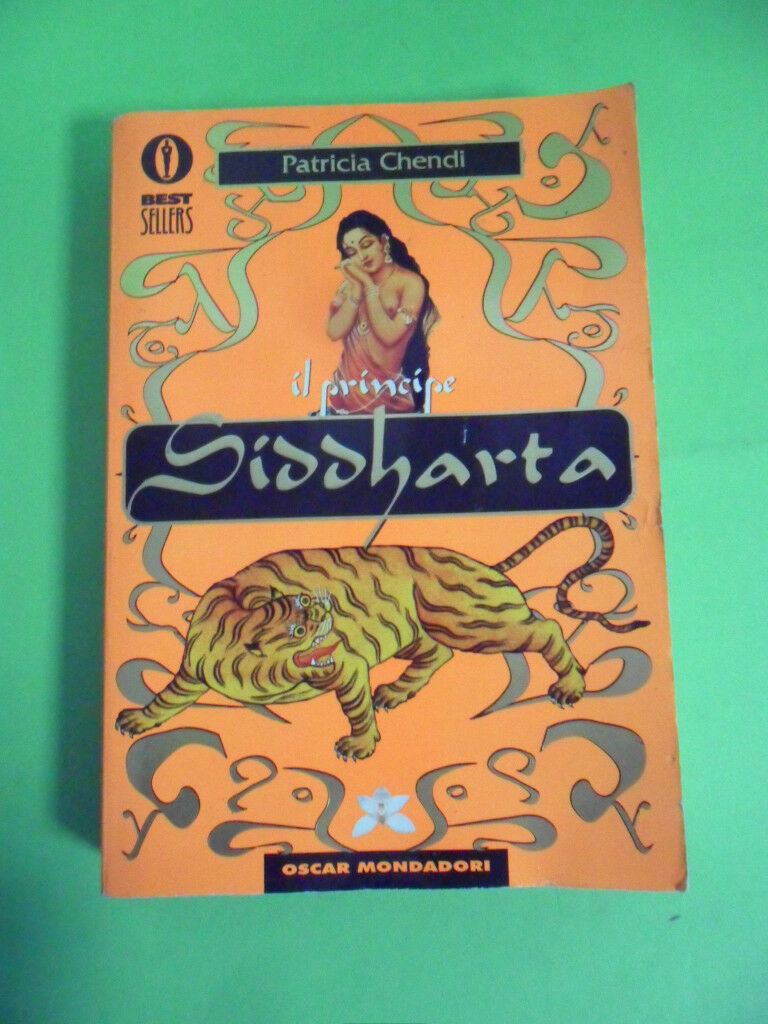 Patricia Chendi
BEST
SELLERS
il principe
Siddharta
OSCAR MONDADORI